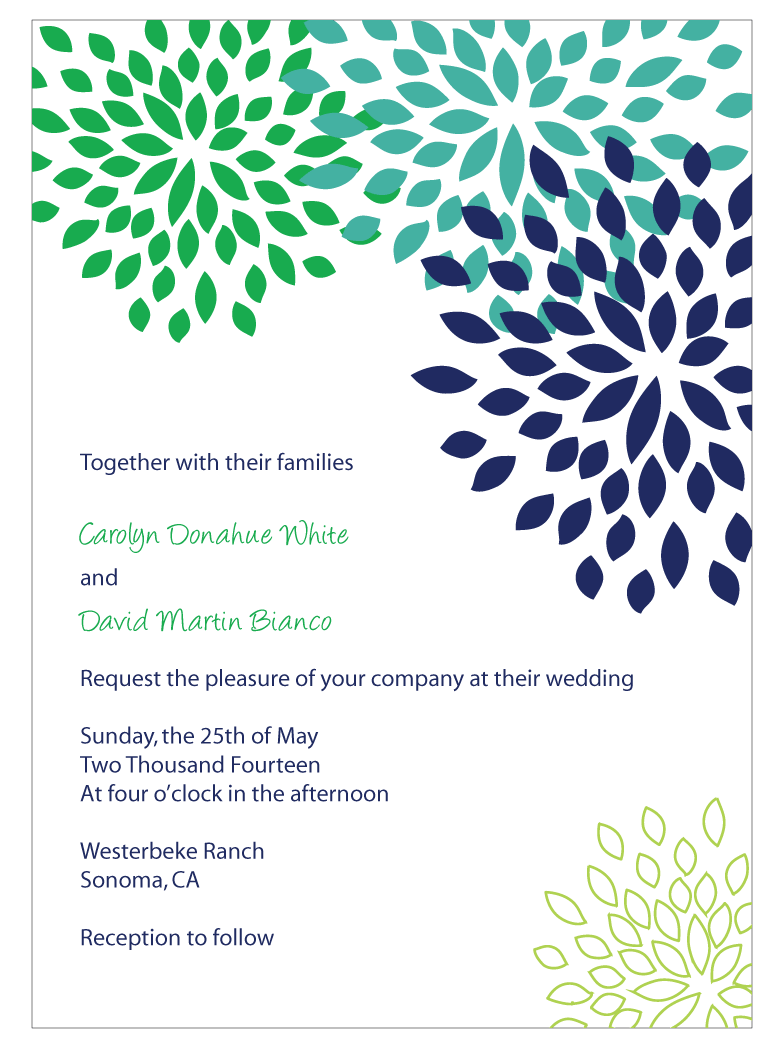 Together with their families
Carolyn Donahue White
and
David Martin Bianco
Request the pleasure of your company at their wedding
Sunday, the 25th of May
Two Thousand Fourteen
At four o’clock in the afternoon
Westerbeke Ranch
Sonoma, CA
Reception to follow